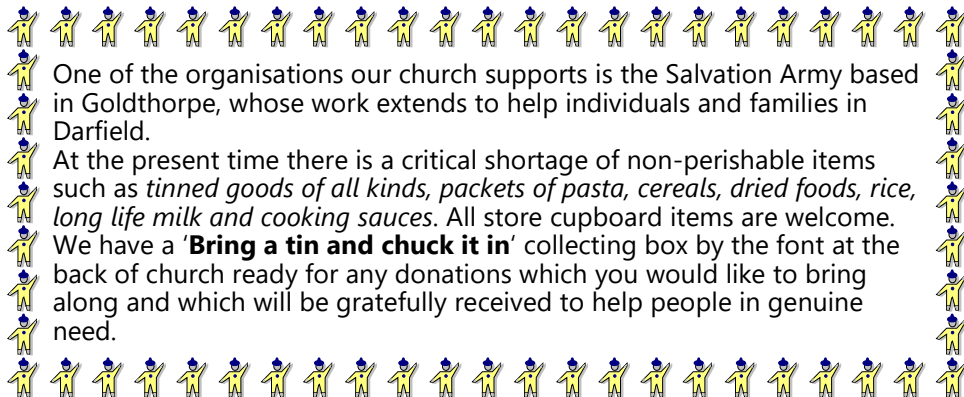 One of the organisations our church supports is the Salvation Army based
in Goldthorpe, whose work extends to help individuals and families in
Darfield.
At the present time there is a critical shortage of non-perishable items
such as tinned goods of all kinds, packets of pasta, cereals, dried foods, rice,
long life milk and cooking sauces. All store cupboard items are welcome.
We have a ‘Bring a tin and chuck it in’ collecting box by the font at the
back of church ready for any donations which you would like to bring
along and which will be gratefully received to help people in genuine
need.